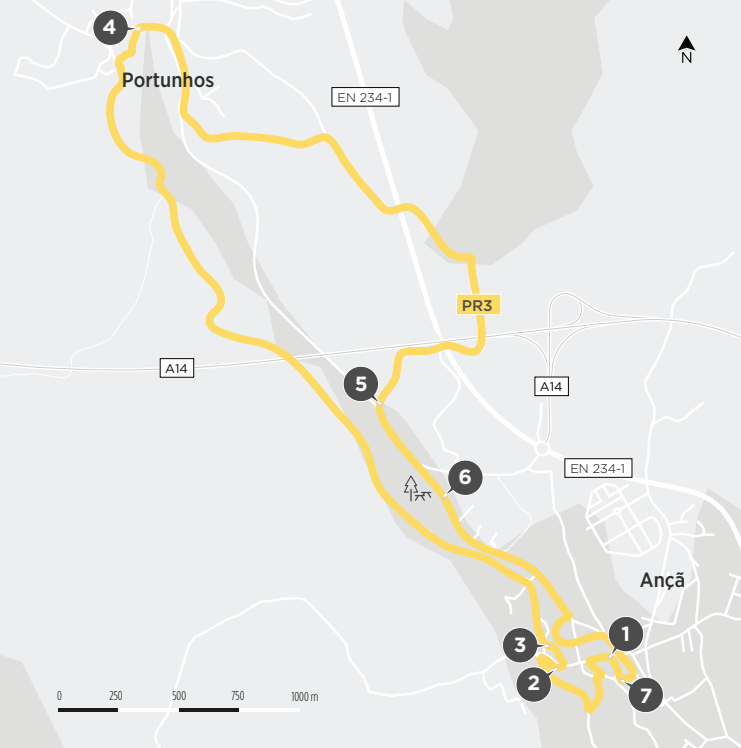 4
N
Portunhos
EN 234-1
PR3
A14
5
A14
6
EN 234-1
Ançã
1
3
2
7
0 250 500 750 1000 m